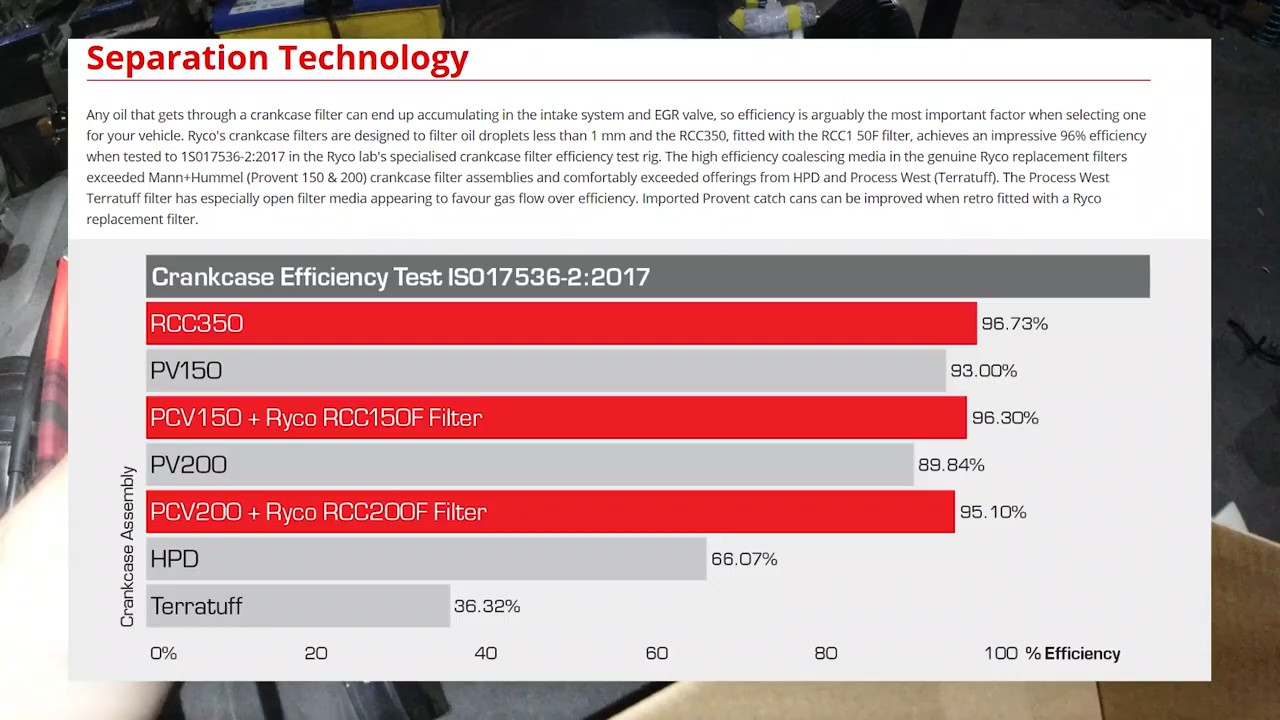 Separation Technology
Any oil that gets through a crankcase filter can end up accumulating in the intake system and EGR valve, so efficiency is arguably the most important factor when selecting one
for your vehicle. Ryco's crankcase filters are designed to filter oil droplets less than 1 mm and the RCC350, fitted with the RCC1 50F filter, achieves an impressive 96% efficiency
when tested to 1S017536-2:2017 in the Ryco lab's specialised crankcase filter efficiency test rig. The high efficiency coalescing media in the genuine Ryco replacement filters
exceeded Mann+Hummel (Provent 150 & 200) crankcase filter assemblies and comfortably exceeded offerings from HPD and Process West (Terratuff). The Process West
Terratuff filter has especially open filter media appearing to favour gas flow over efficiency. Imported Provent catch cans can be improved when retro fitted with a Ryco
replacement filter.
Crankcase Efficiency Test ISO17536-2:2017
RCC350 96.73%
PV150 93.00%
PCV150 + Ryco RCC150F Filter 96.30%
PV200 89.84%
PCV200 + Ryco RCC200F Filter 95.10%
HPD 66.07%
Terratuff 36.32%
Crankcase Assembly
0% 20 40 60 80 100 % Efficiency